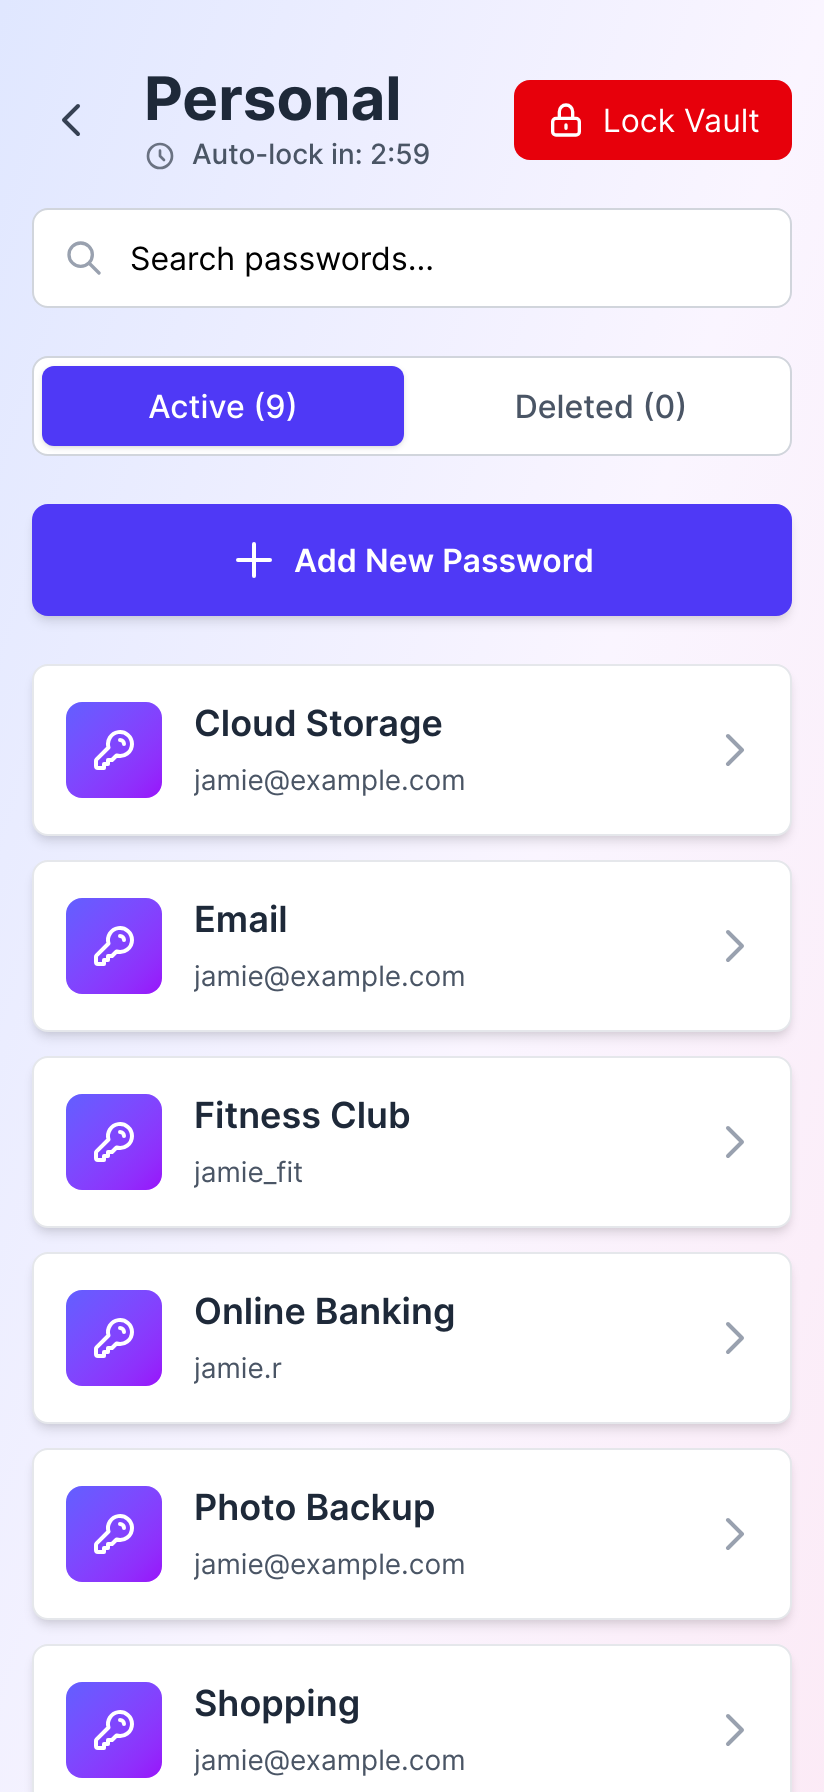 Personal
Auto-lock in: 2:59
Lock Vault
Search passwords...
Active (9)
Deleted (0)
Add New Password
Cloud Storage
jamie@example.com
Email
jamie@example.com
Fitness Club
jamie_fit
Online Banking
jamie.r
Photo Backup
jamie@example.com
Shopping
jamie@example.com